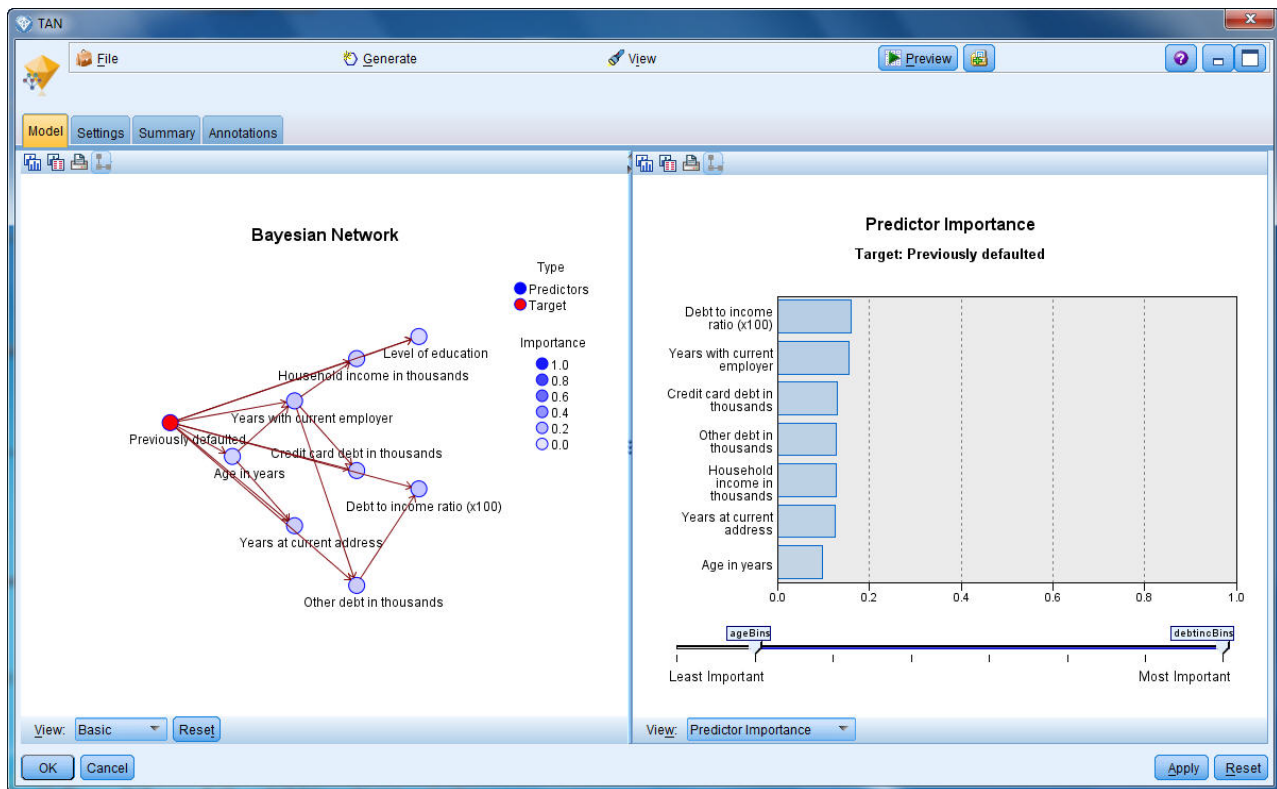 TAN
File Generate View Preview
Model Settings Summary Annotations
Bayesian Network
Type
Predictors
Target
Importance
1.0
0.8
0.6
0.4
0.2
0.0
Level of education
Household income in thousands
Years with current employer
Previously defaulted
Credit card debt in thousands
Age in years
Debt to income ratio (x100)
Years at current address
Other debt in thousands
View: Basic Reset
Predictor Importance
Target: Previously defaulted
Debt to income
ratio (x100)
Years with current
employer
Credit card debt in
thousands
Other debt in
thousands
Household
income in
thousands
Years at current
address
Age in years
0.0 0.2 0.4 0.6 0.8 1.0
ageBins debtincBins
Least Important Most Important
View: Predictor Importance
OK Cancel Apply Reset